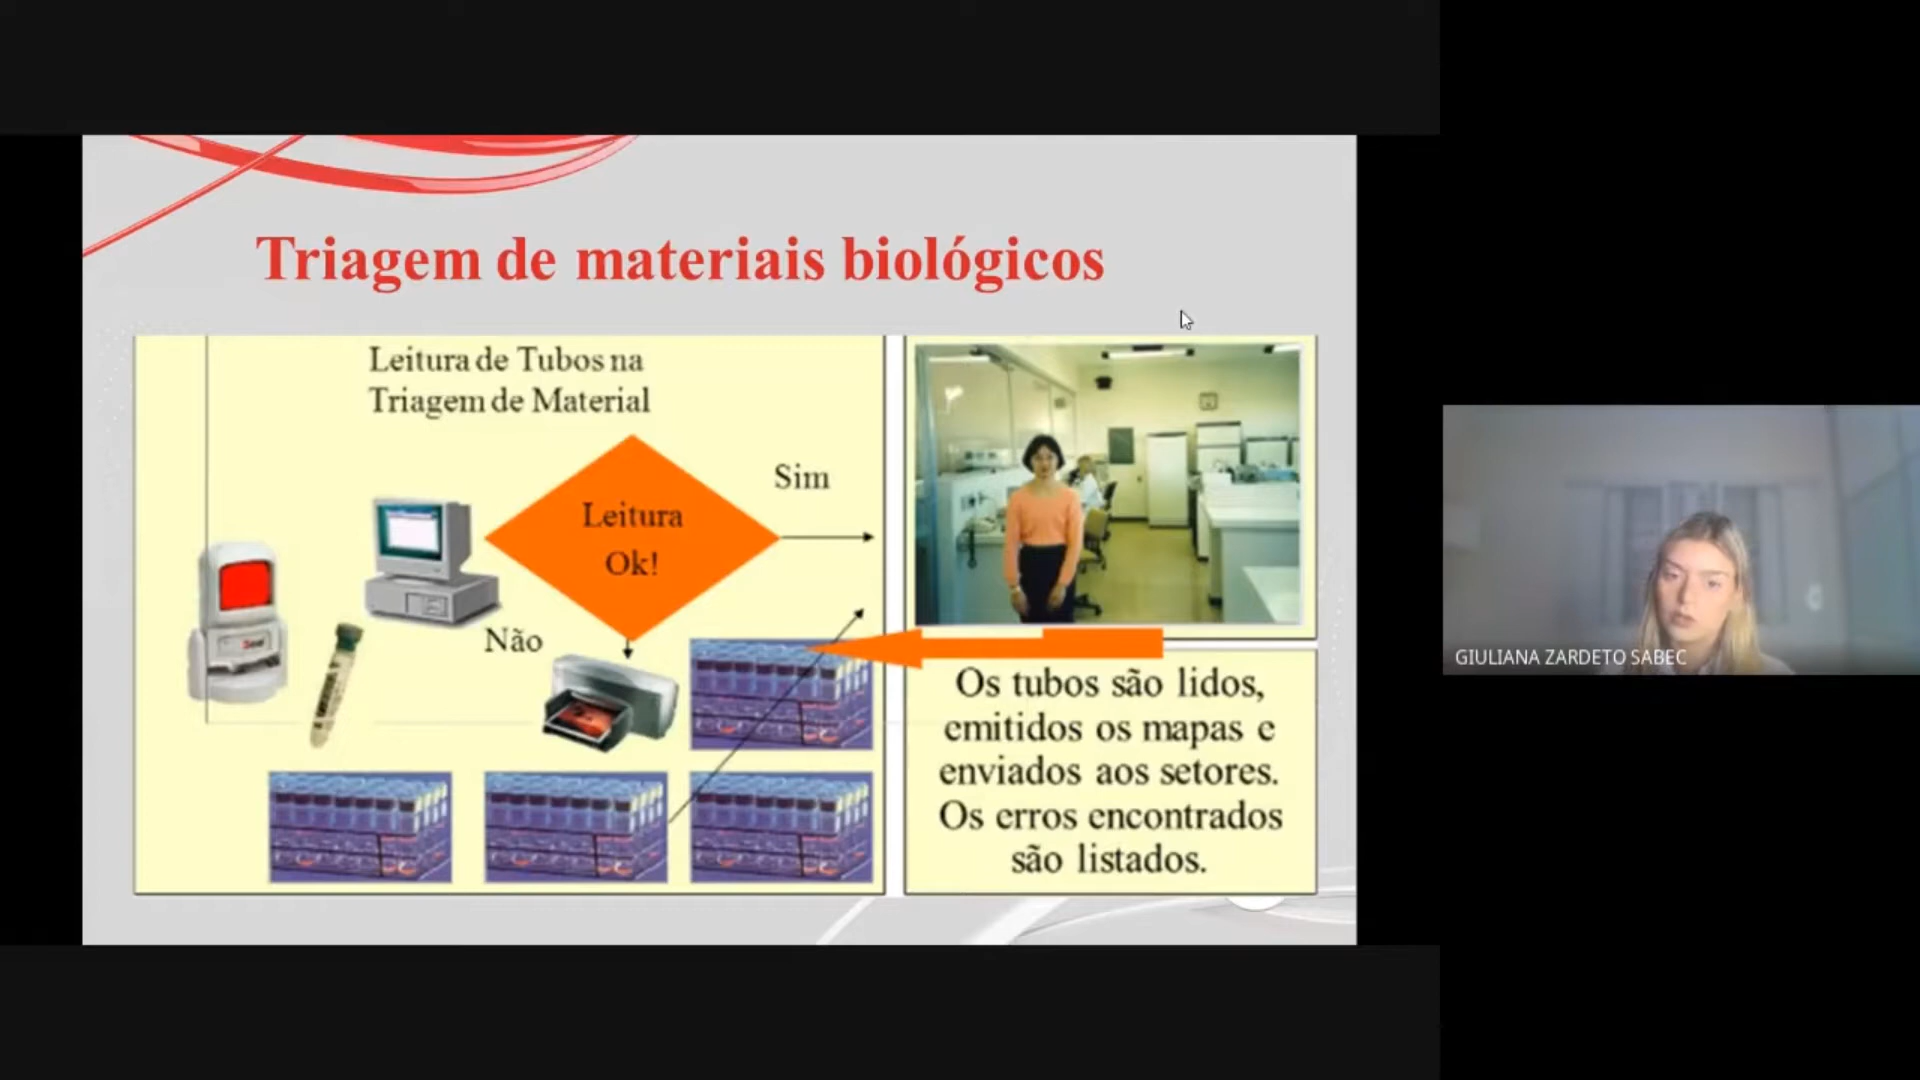 Triagem de materiais biológicos
Leitura de Tubos na
Triagem de Material
Sim
Leitura
Ok!
Não
Os tubos são lidos,
emitidos os mapas e
enviados aos setores.
Os erros encontrados
são listados.
GIULIANA ZARDETO SABEC